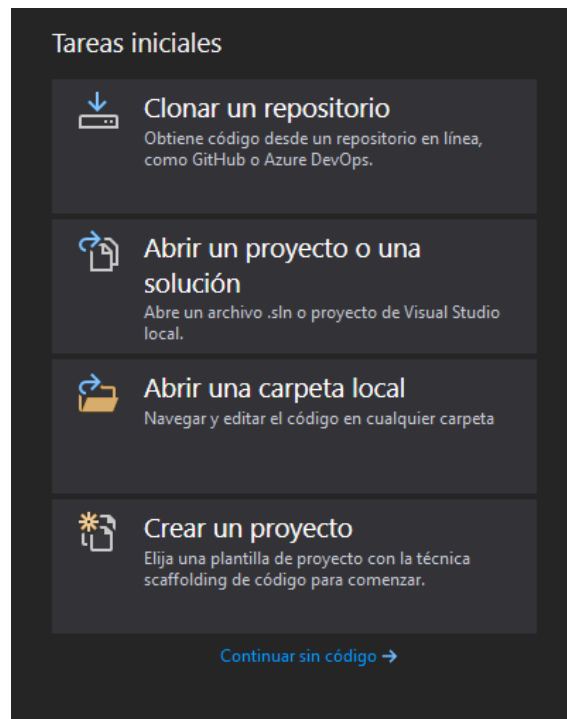 Tareas iniciales
Clonar un repositorio
Obtiene código desde un repositorio en línea,
como GitHub o Azure DevOps.
Abrir un proyecto o una
solución
Abre un archivo .sln o proyecto de Visual Studio
local.
Abrir una carpeta local
Navegar y editar el código en cualquier carpeta
Crear un proyecto
Elija una plantilla de proyecto con la técnica
scaffolding de código para comenzar.
Continuar sin código →